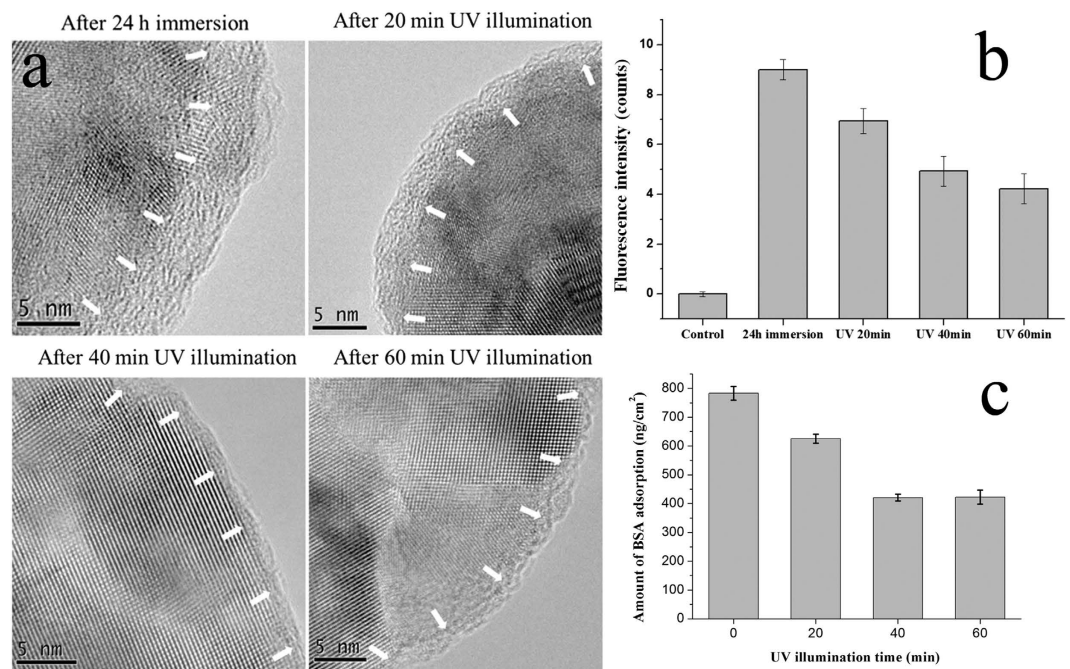 After 24 h immersion
After 20 min UV illumination
a
5 nm
5 nm
After 40 min UV illumination
After 60 min UV illumination
5 nm
5 nm
b
Fluorescence intensity (counts)
10
8
6
4
2
0
Control
24h immersion
UV 20min
UV 40min
UV 60min
c
Amount of BSA adsorption (ng/cm²)
900
800
700
600
500
400
300
200
100
0
0
20
40
60
UV illumination time (min)